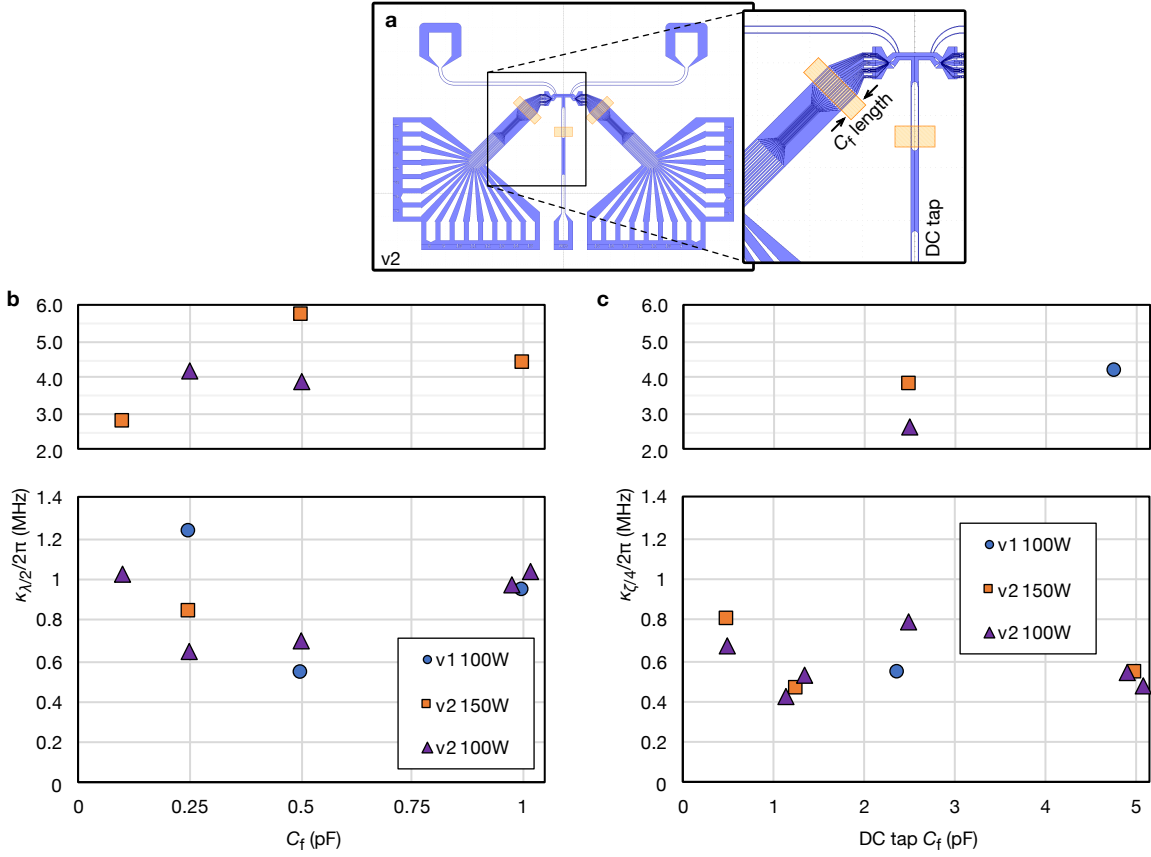 a
v2
C_f length
DC tap
b
6.0
5.0
4.0
3.0
2.0
1.4
1.2
1
0.8
0.6
0.4
0.2
0
κ_λ/2/2π (MHz)
v1 100W
v2 150W
v2 100W
0 0.25 0.5 0.75 1
C_f (pF)
c
6.0
5.0
4.0
3.0
2.0
1.4
1.2
1
0.8
0.6
0.4
0.2
0
κ_ζ/4/2π (MHz)
v1 100W
v2 150W
v2 100W
0 1 2 3 4 5
DC tap C_f (pF)